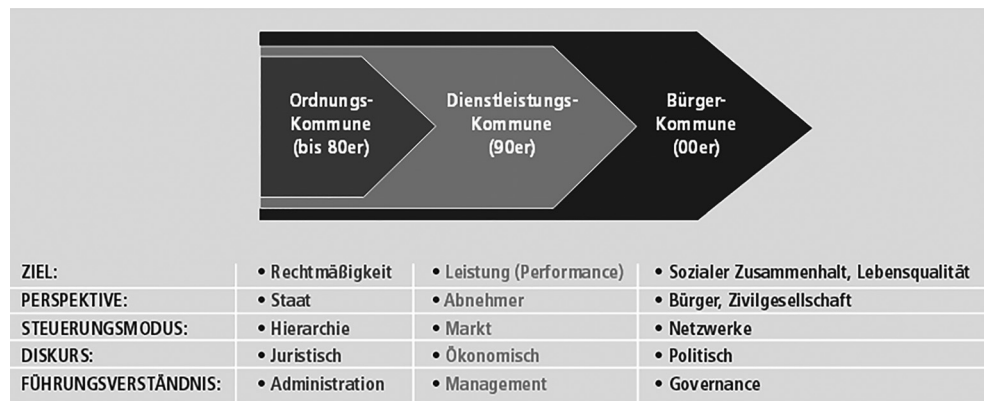 Ordnungs-
Kommune
(bis 80er)
Dienstleistungs-
Kommune
(90er)
Bürger-
Kommune
(00er)
ZIEL: • Rechtmäßigkeit • Leistung (Performance) • Sozialer Zusammenhalt, Lebensqualität
PERSPEKTIVE: • Staat • Abnehmer • Bürger, Zivilgesellschaft
STEUERUNGSMODUS: • Hierarchie • Markt • Netzwerke
DISKURS: • Juristisch • Ökonomisch • Politisch
FÜHRUNGSVERSTÄNDNIS: • Administration • Management • Governance